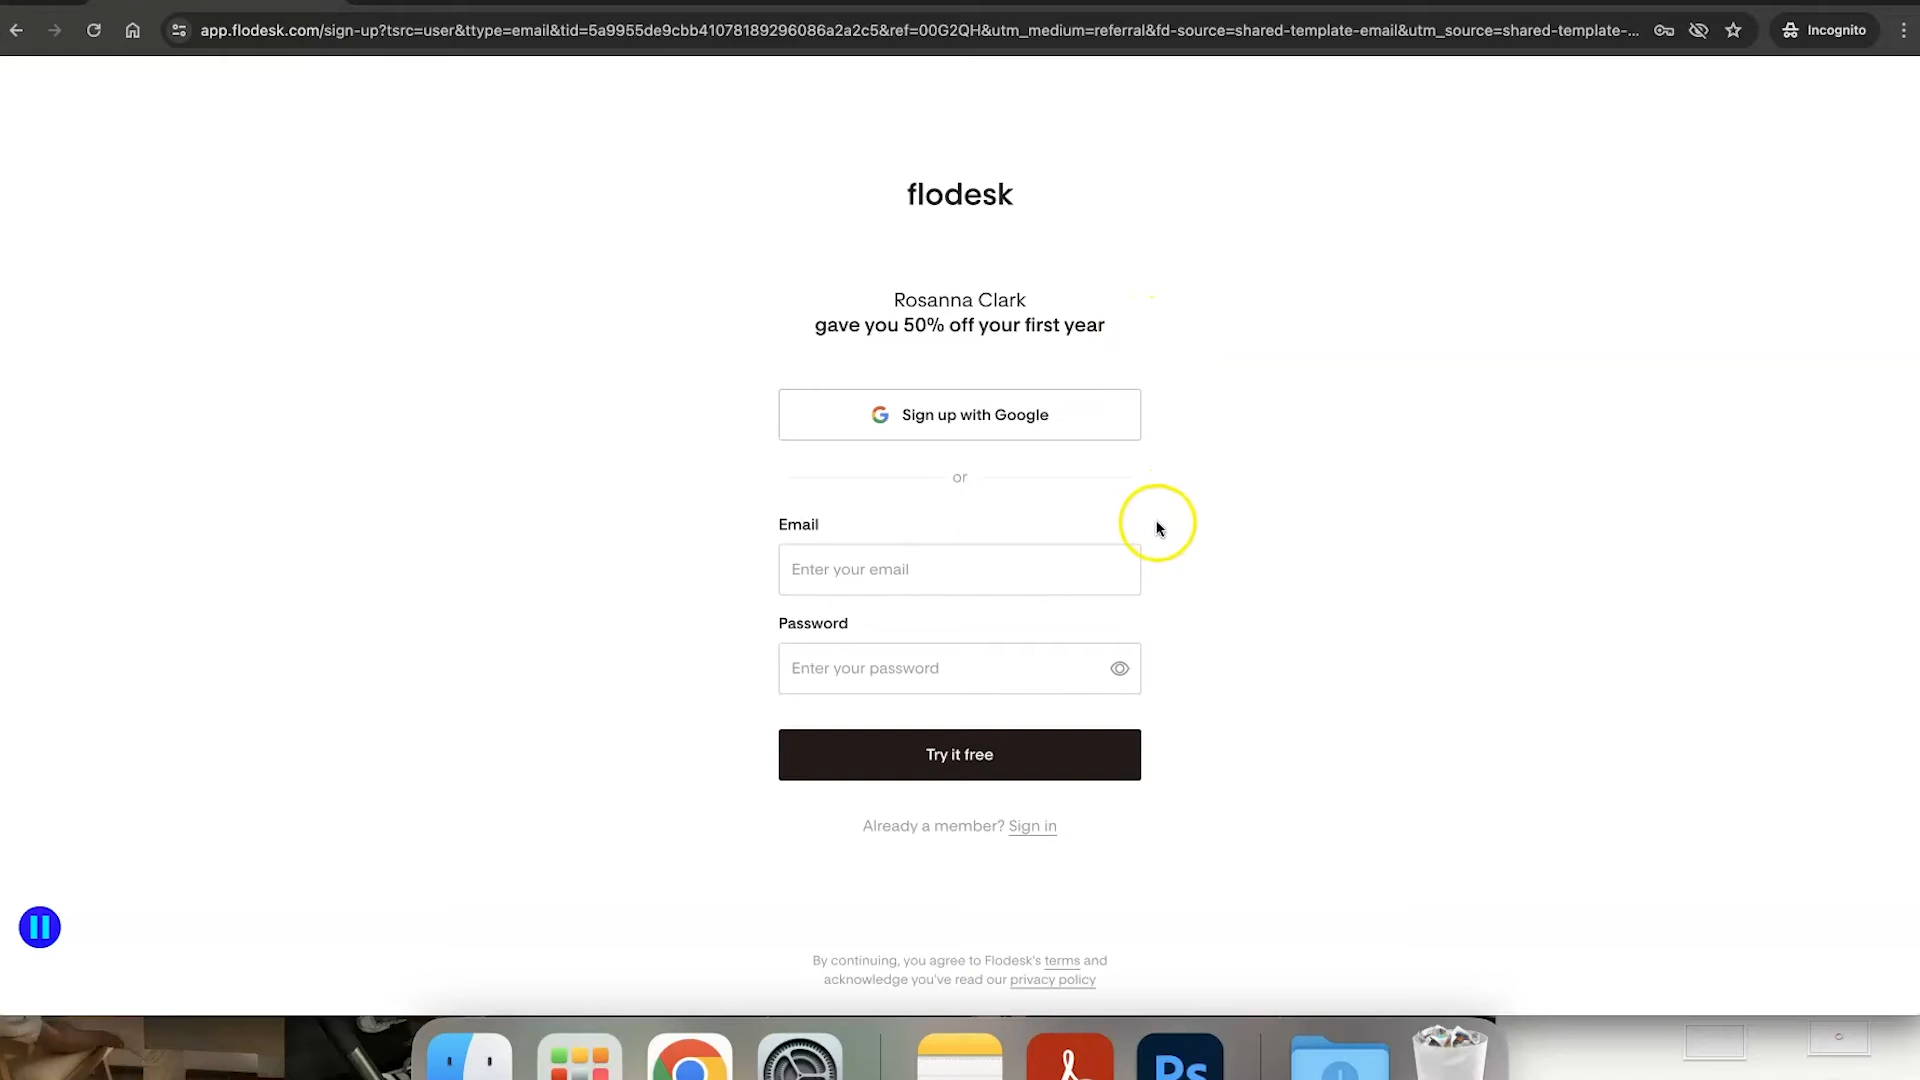 app.flodesk.com/sign-up?tsrc=user&ttype=email&tid=5a9955de9cbb41078189296086a2a2c5&ref=00G2QH&utm_medium=referral&fd-source=shared-template-email&utm_source=shared-template-...
Incognito
flodesk
Rosanna Clark
gave you 50% off your first year
Sign up with Google
or
Email
Enter your email
Password
Enter your password
Try it free
Already a member? Sign in
By continuing, you agree to Flodesk's terms and
acknowledge you've read our privacy policy
Ps